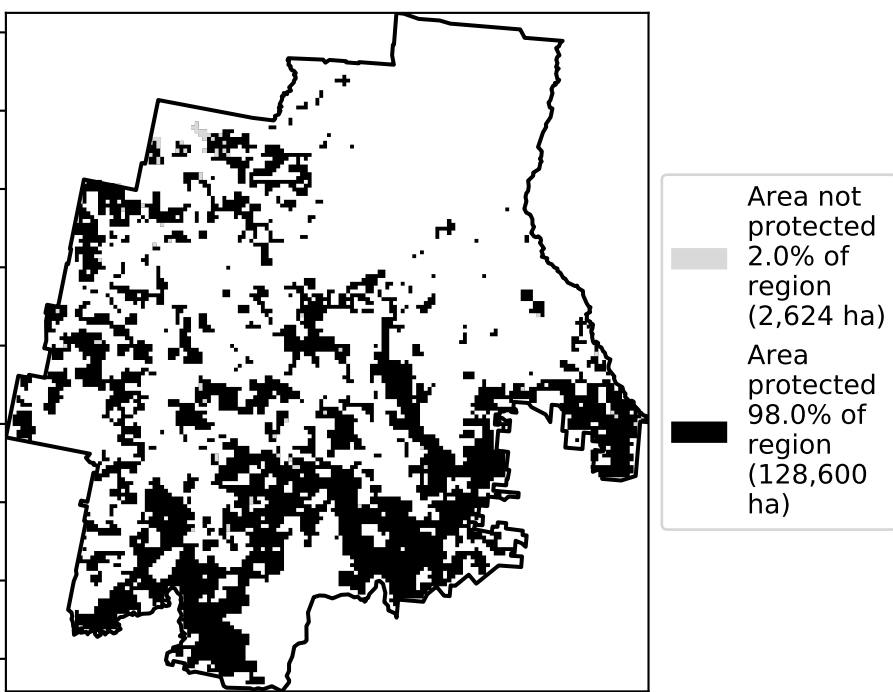 Area not
protected
2.0% of
region
(2,624 ha)
Area
protected
98.0% of
region
(128,600
ha)